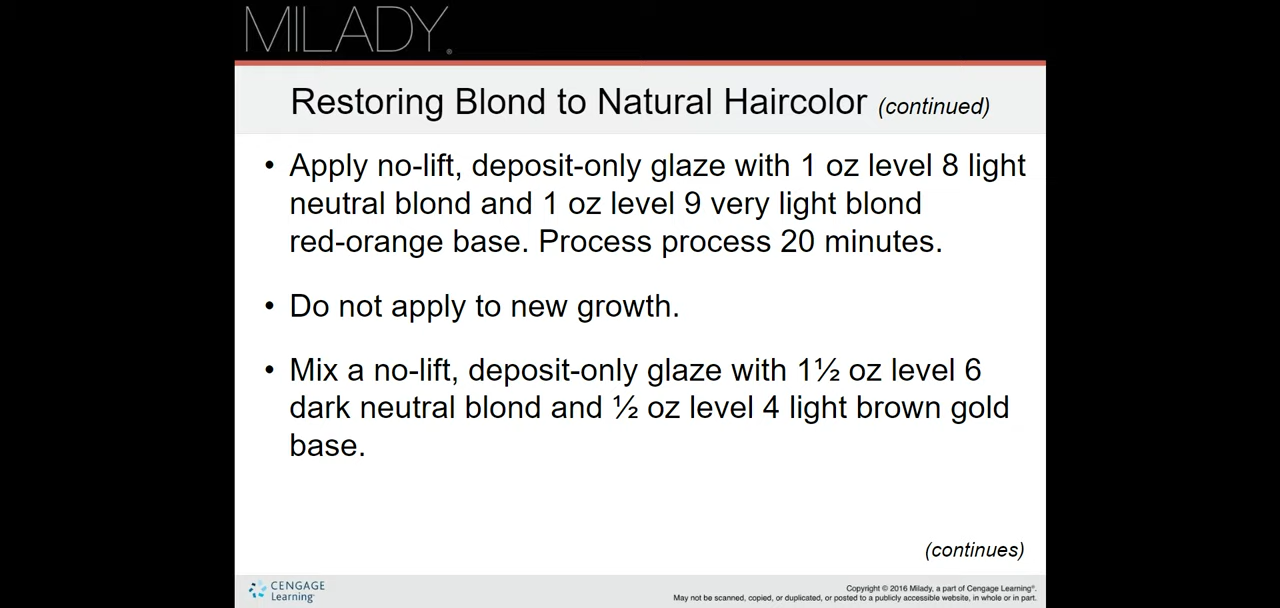 MILADY®
Restoring Blond to Natural Haircolor (continued)
• Apply no-lift, deposit-only glaze with 1 oz level 8 light
neutral blond and 1 oz level 9 very light blond
red-orange base. Process process 20 minutes.
• Do not apply to new growth.
• Mix a no-lift, deposit-only glaze with 1½ oz level 6
dark neutral blond and ½ oz level 4 light brown gold
base.
(continues)
CENGAGE
Learning™
Copyright © 2016 Milady, a part of Cengage Learning®.
May not be scanned, copied, or duplicated, or posted to a publicly accessible website, in whole or in part.